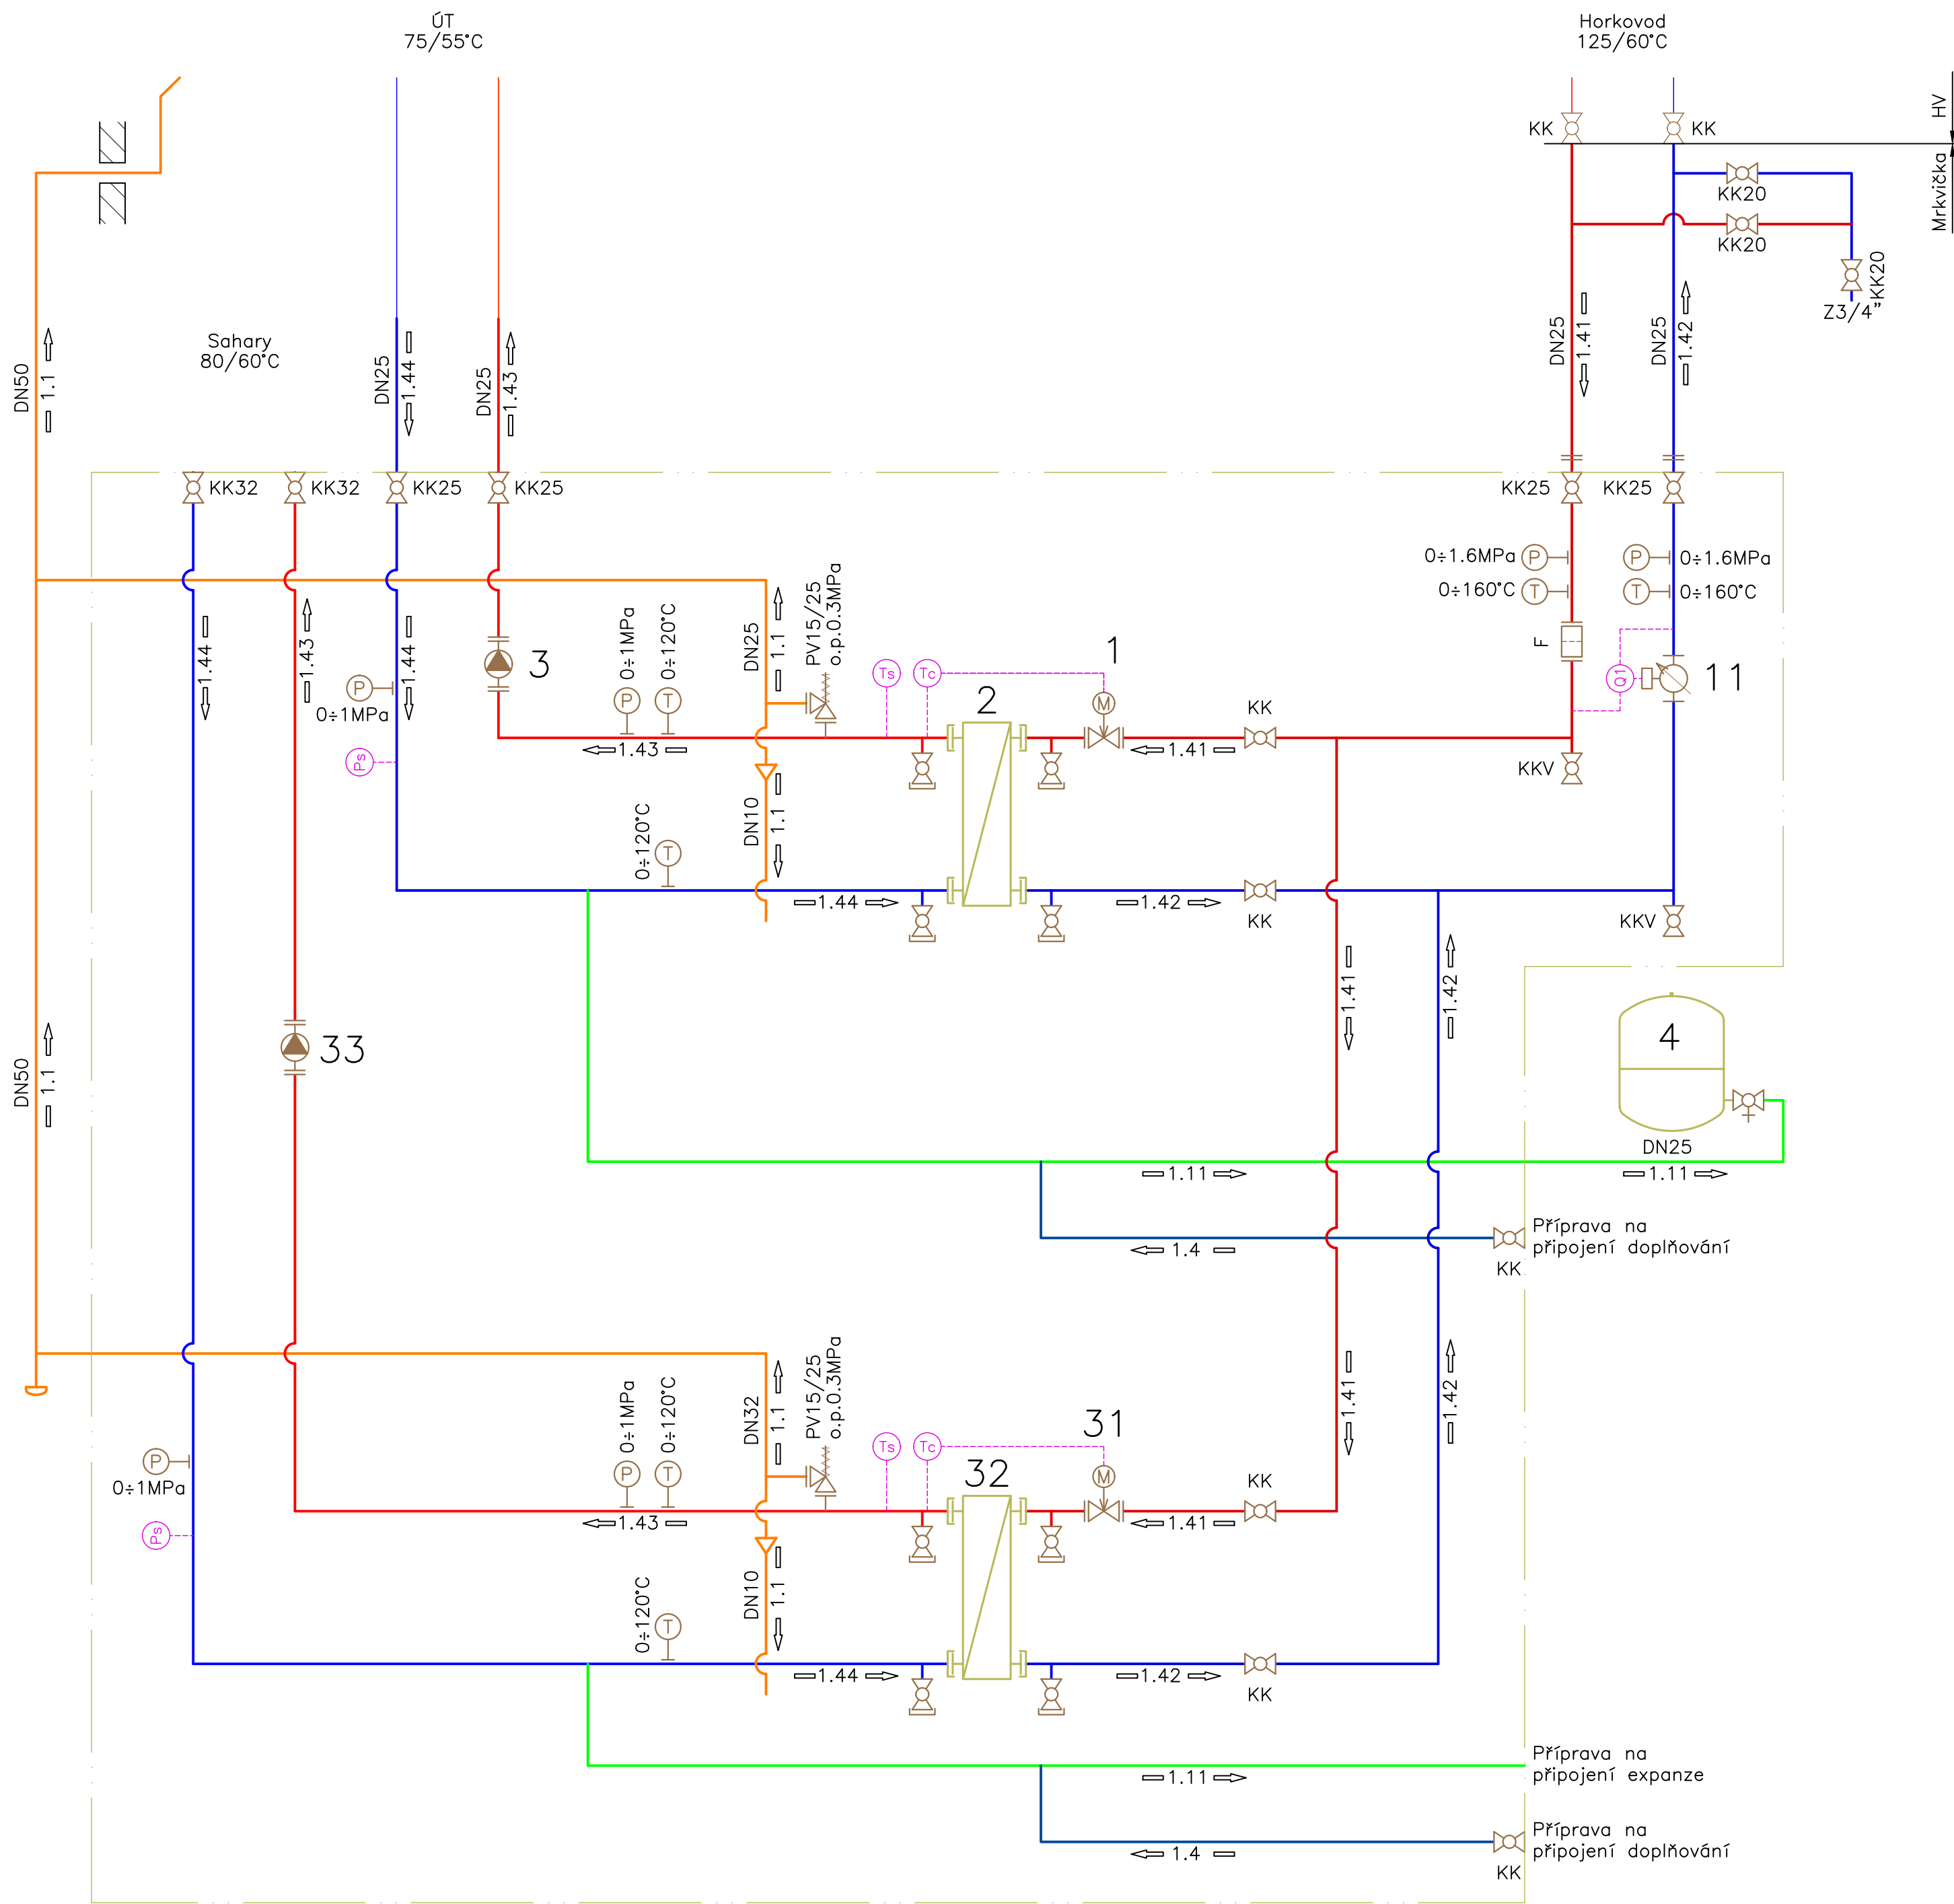 ÚT
75/55°C
Horkovod
125/60°C
HV
Mrkvička
KK
KK
KK20
KK20
KK20
Z3/4"
DN25
1.41
DN25
1.42
Sahary
80/60°C
DN50
1.1
DN25
1.44
DN25
1.43
KK32
KK32
KK25
KK25
KK25
KK25
0÷1.6MPa
P
P
0÷1.6MPa
0÷160°C
T
T
0÷160°C
1.44
1.43
1.44
3
P
0÷1MPa
Ps
P
0÷1MPa
T
0÷120°C
DN25
1.1
PV15/25
o.p.0.3MPa
Ts
Tc
1
M
2
KK
F
Q1
11
1.43
1.41
KKV
DN10
1.1
0÷120°C
T
1.44
1.42
KK
KKV
1.41
1.42
DN50
1.1
33
4
DN25
1.11
1.11
Příprava na
připojení doplňování
1.4
KK
P
0÷1MPa
Ps
P
0÷1MPa
T
0÷120°C
DN32
1.1
PV15/25
o.p.0.3MPa
Ts
Tc
31
M
32
KK
1.41
1.42
1.43
1.41
DN10
1.1
0÷120°C
T
1.44
1.42
KK
Příprava na
připojení expanze
1.11
Příprava na
připojení doplňování
1.4
KK